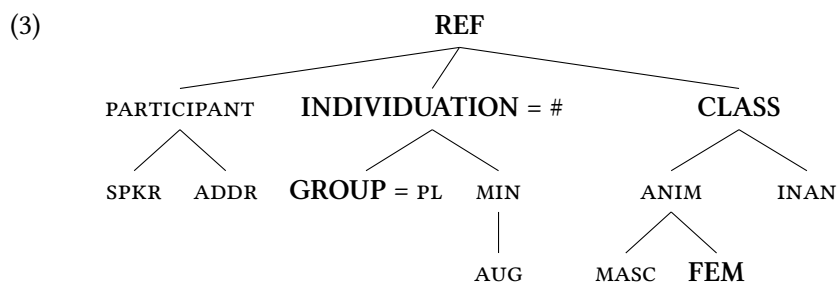 (3) REF
PARTICIPANT INDIVIDUATION = # CLASS
SPKR ADDR GROUP = PL MIN ANIM INAN
AUG MASC FEM